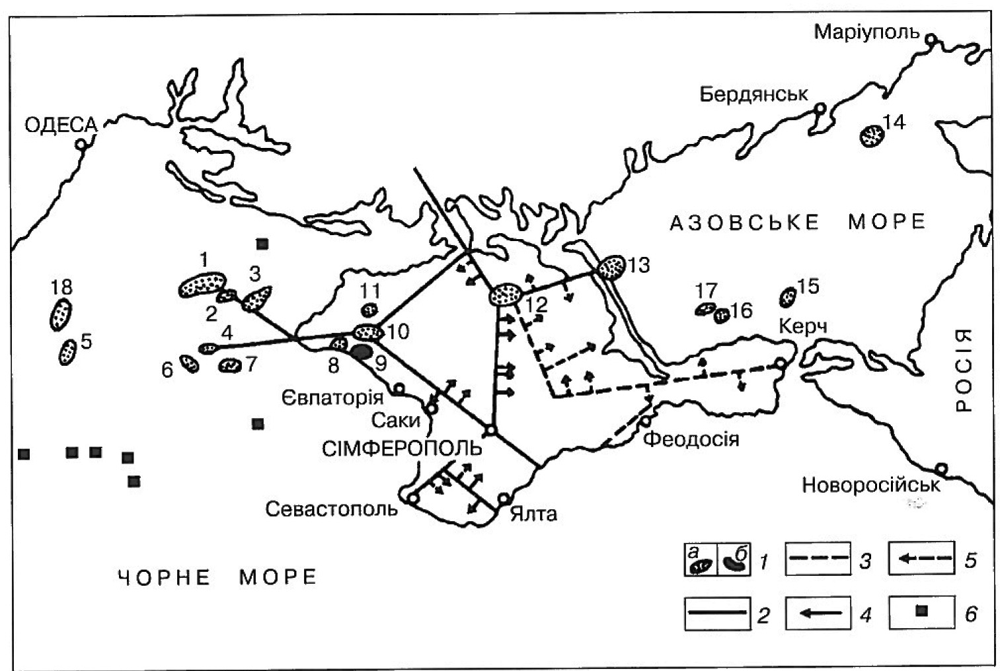 Маріуполь
Бердянськ
14
ОДЕСА
АЗОВСЬКЕ МОРЕ
1
3
13
18
11
2
12
17
15
16
4
10
Керч
5
6
7
8
9
Євпаторія
Саки
РОСІЯ
СІМФЕРОПОЛЬ
Феодосія
Новоросійськ
Севастополь
Ялта
ЧОРНЕ МОРЕ
а б 1
3
5
2
4
6